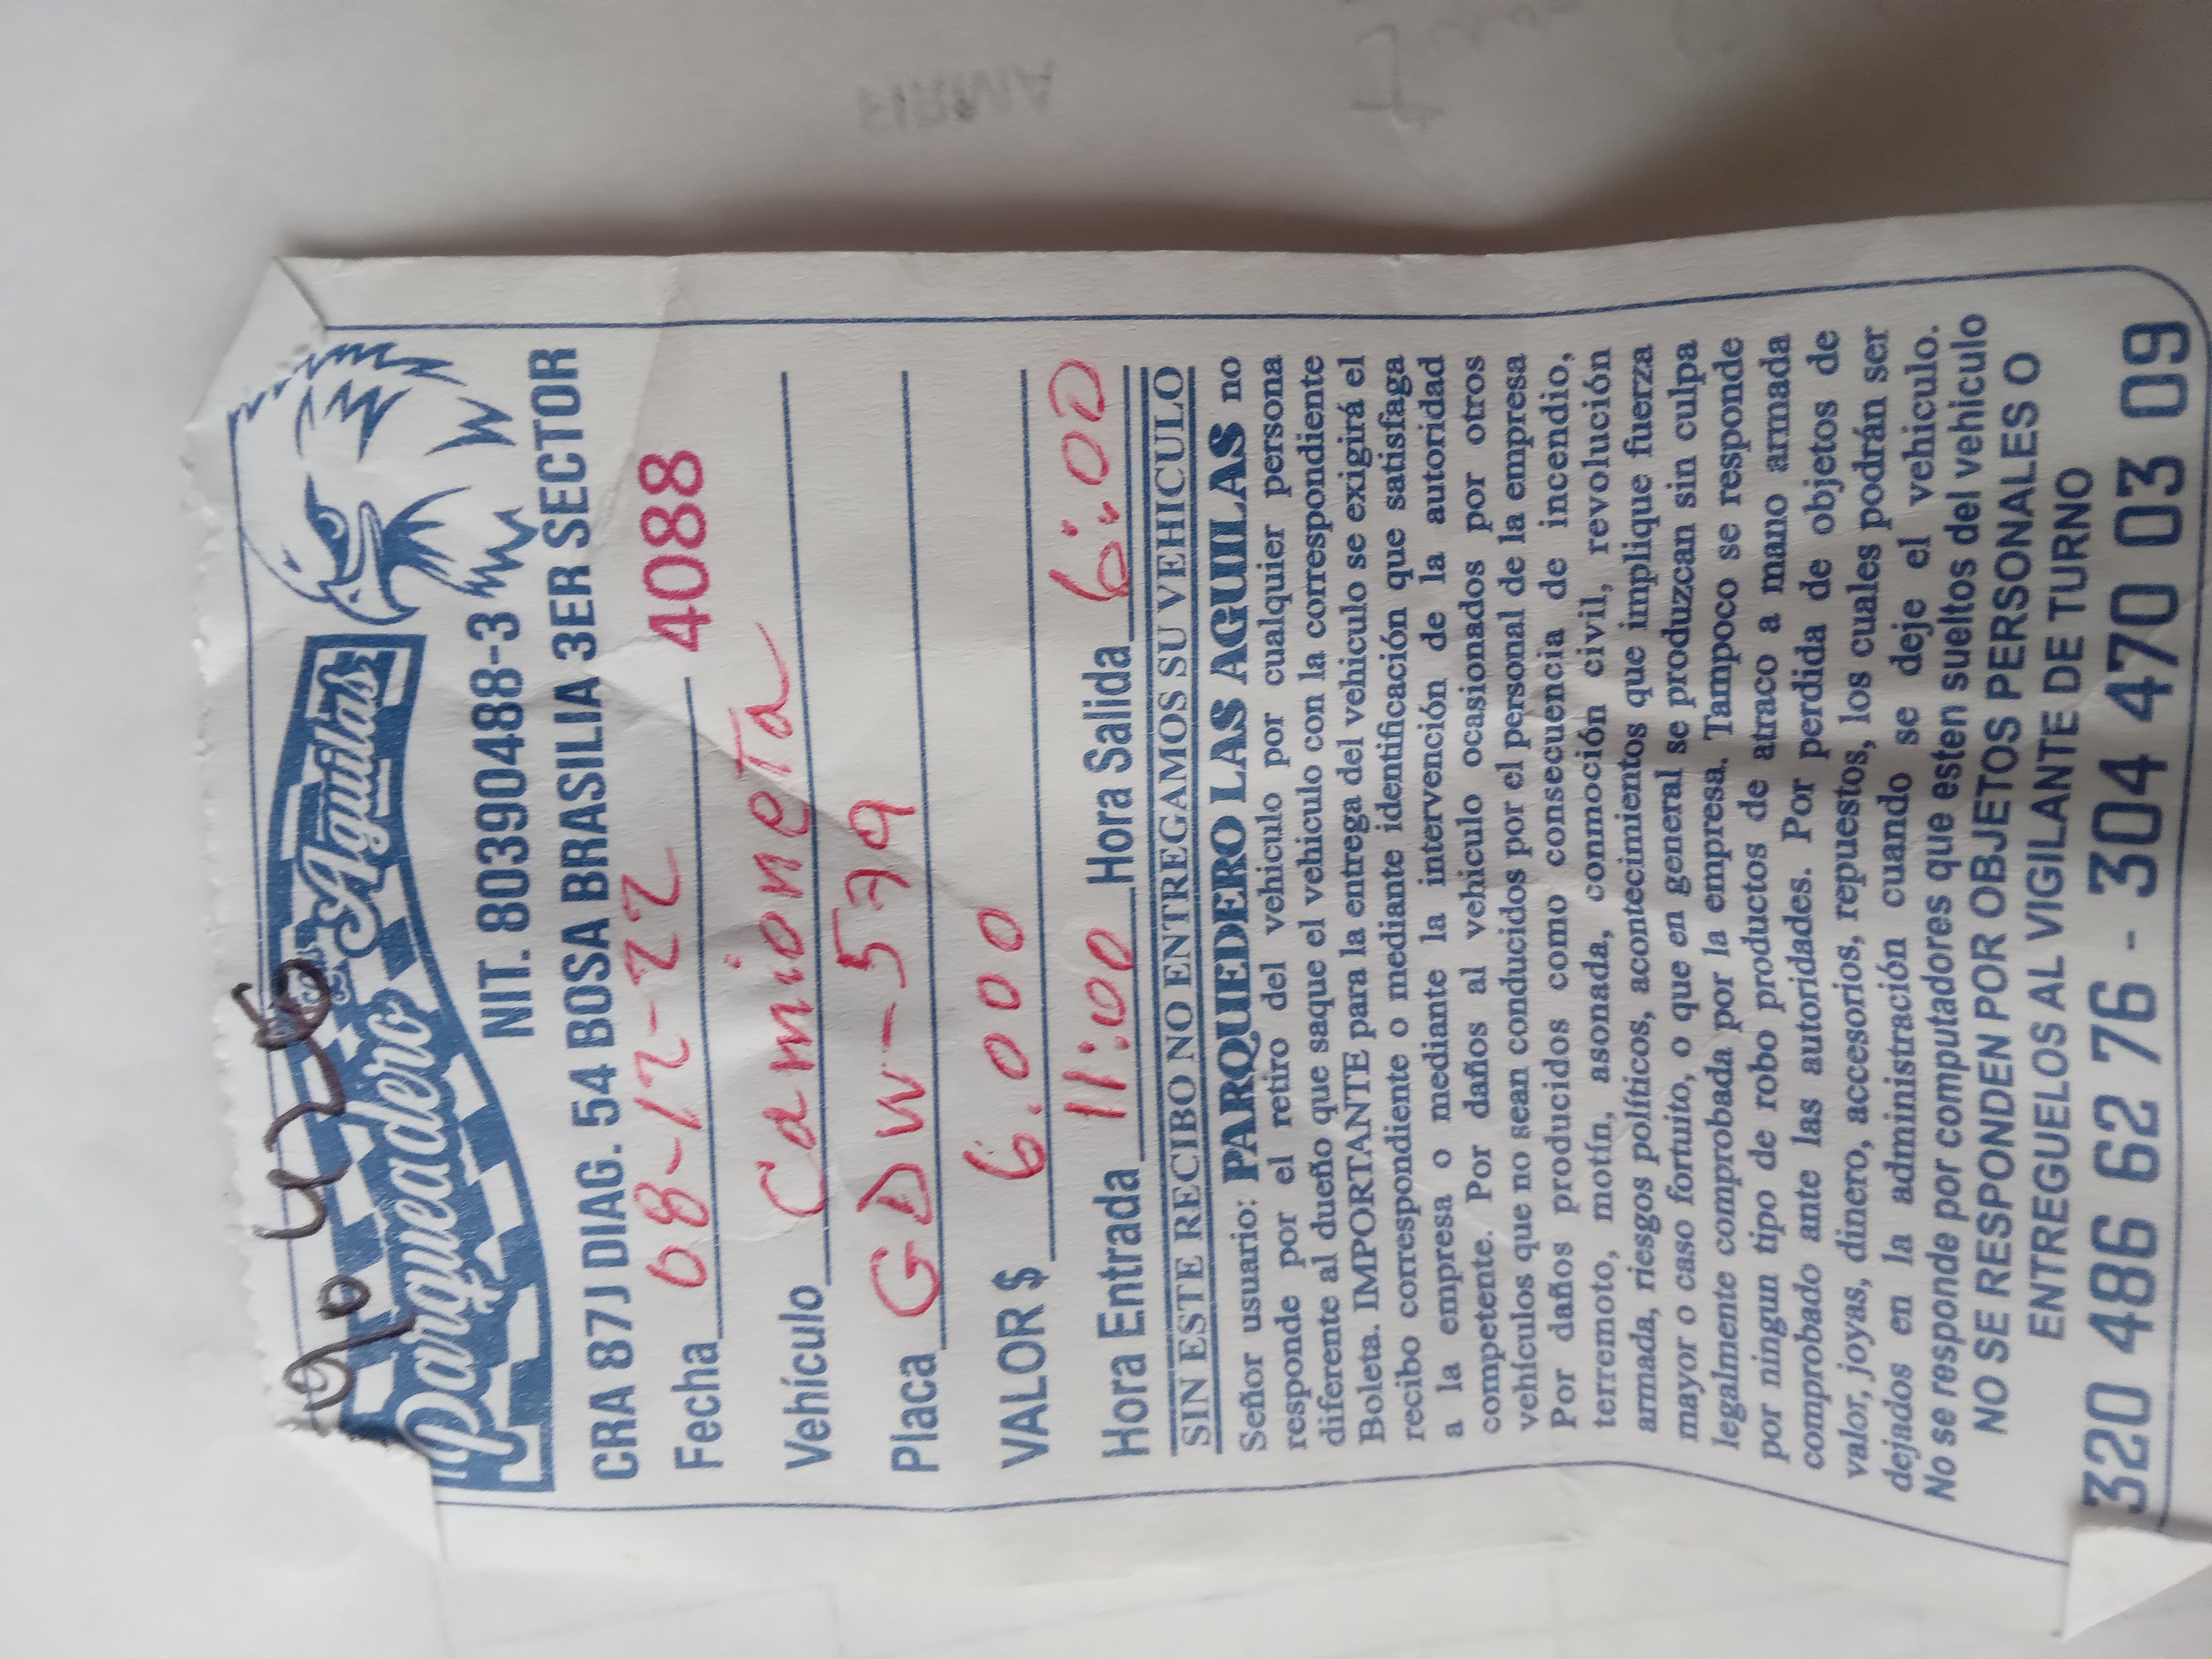 Parqueadero Las Aguilas
NIT. 80390488-3
CRA 87J DIAG. 54 BOSA BRASILIA 3ER SECTOR
Fecha 08-12-22 4088
Vehículo Camioneta
Placa GDW-579
VALOR $ 6.000
Hora Entrada 11:00 Hora Salida 6:00
SIN ESTE RECIBO NO ENTREGAMOS SU VEHICULO
Señor usuario: PARQUEDERO LAS AGUILAS no
responde por el retiro del vehículo por cualquier persona
diferente al dueño que saque el vehiculo con la correspondiente
Boleta. IMPORTANTE para la entrega del vehiculo se exigirá el
recibo correspondiente o mediante identificación que satisfaga
a la empresa o mediante la intervención de la autoridad
competente. Por daños al vehiculo ocasionados por otros
vehículos que no sean conducidos por el personal de la empresa
Por daños producidos como consecuencia de incendio,
terremoto, motín, asonada, conmoción civil, revolución
armada, riesgos políticos, acontecimientos que implique fuerza
mayor o caso fortuito, o que en general se produzcan sin culpa
legalmente comprobada por la empresa. Tampoco se responde
por ningun tipo de robo productos de atraco a mano armada
comprobado ante las autoridades. Por perdida de objetos de
valor, joyas, dinero, accesorios, repuestos, los cuales podrán ser
dejados en la administración cuando se deje el vehiculo.
No se responde por computadores que esten sueltos del vehiculo
NO SE RESPONDEN POR OBJETOS PERSONALES O
ENTREGUELOS AL VIGILANTE DE TURNO
320 486 62 76 - 304 470 03 09
FIRMA